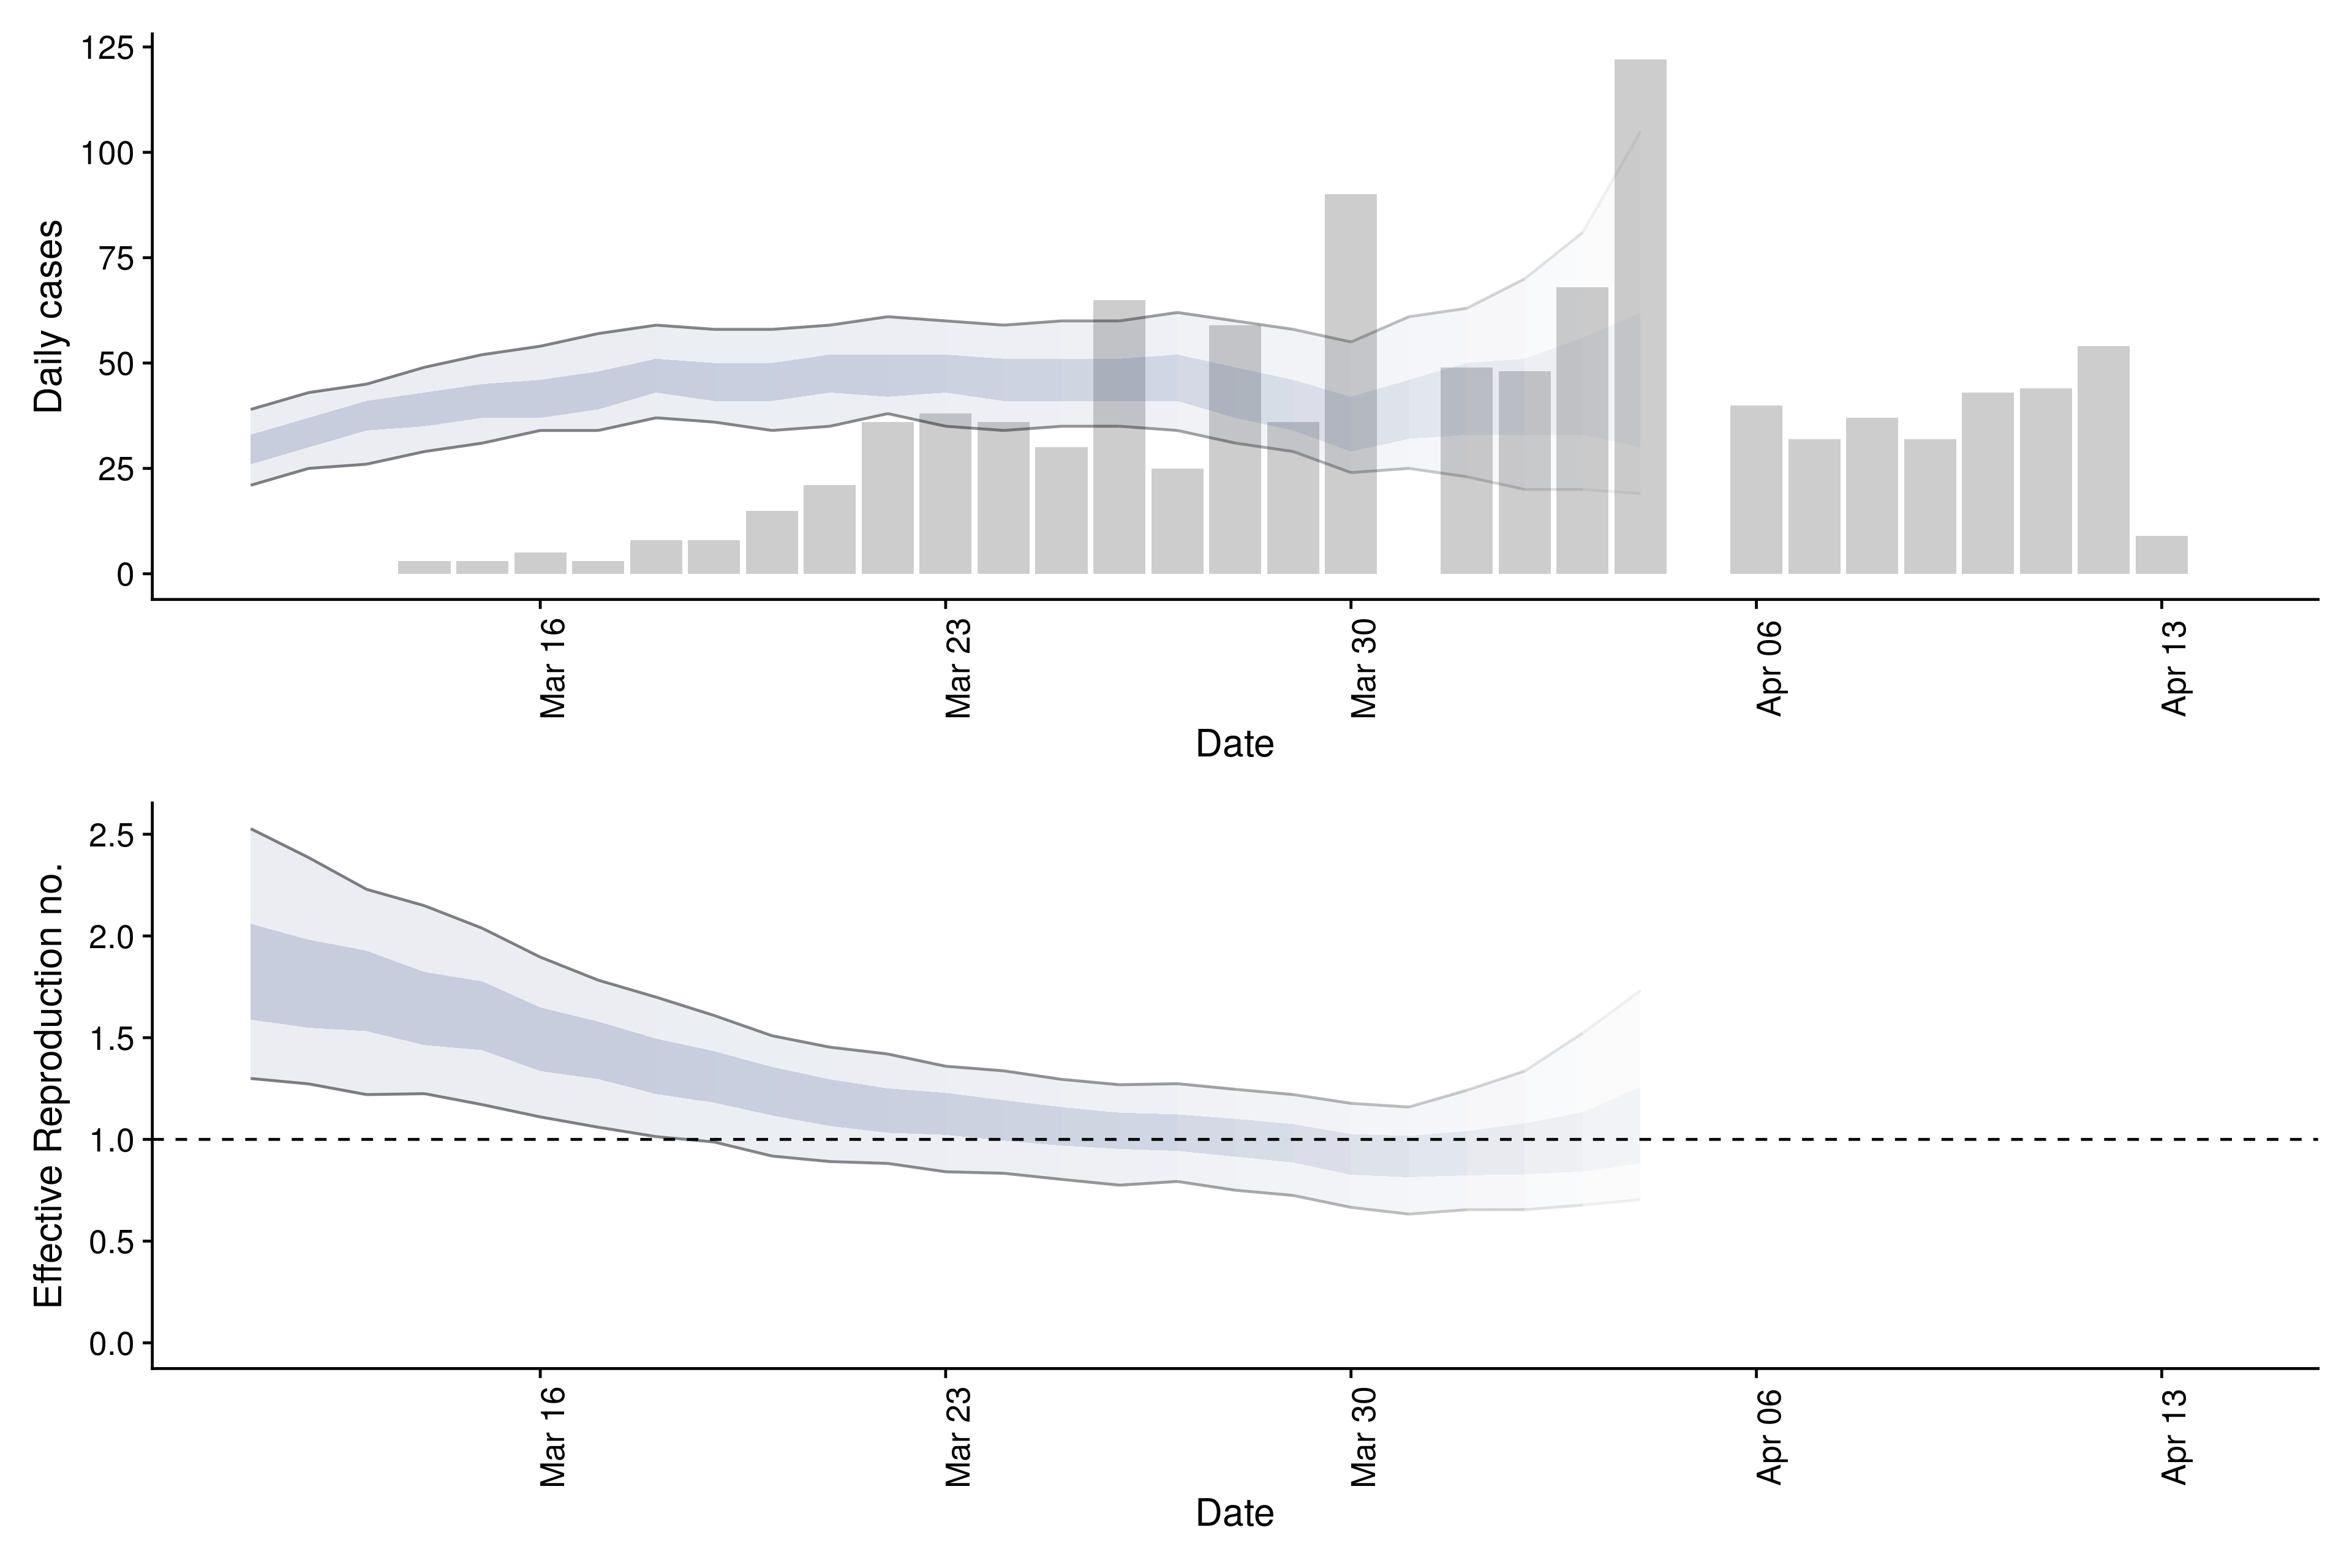 Daily cases
125
100
75
50
25
0
Mar 16
Mar 23
Mar 30
Apr 06
Apr 13
Date
Effective Reproduction no.
2.5
2.0
1.5
1.0
0.5
0.0
Mar 16
Mar 23
Mar 30
Apr 06
Apr 13
Date